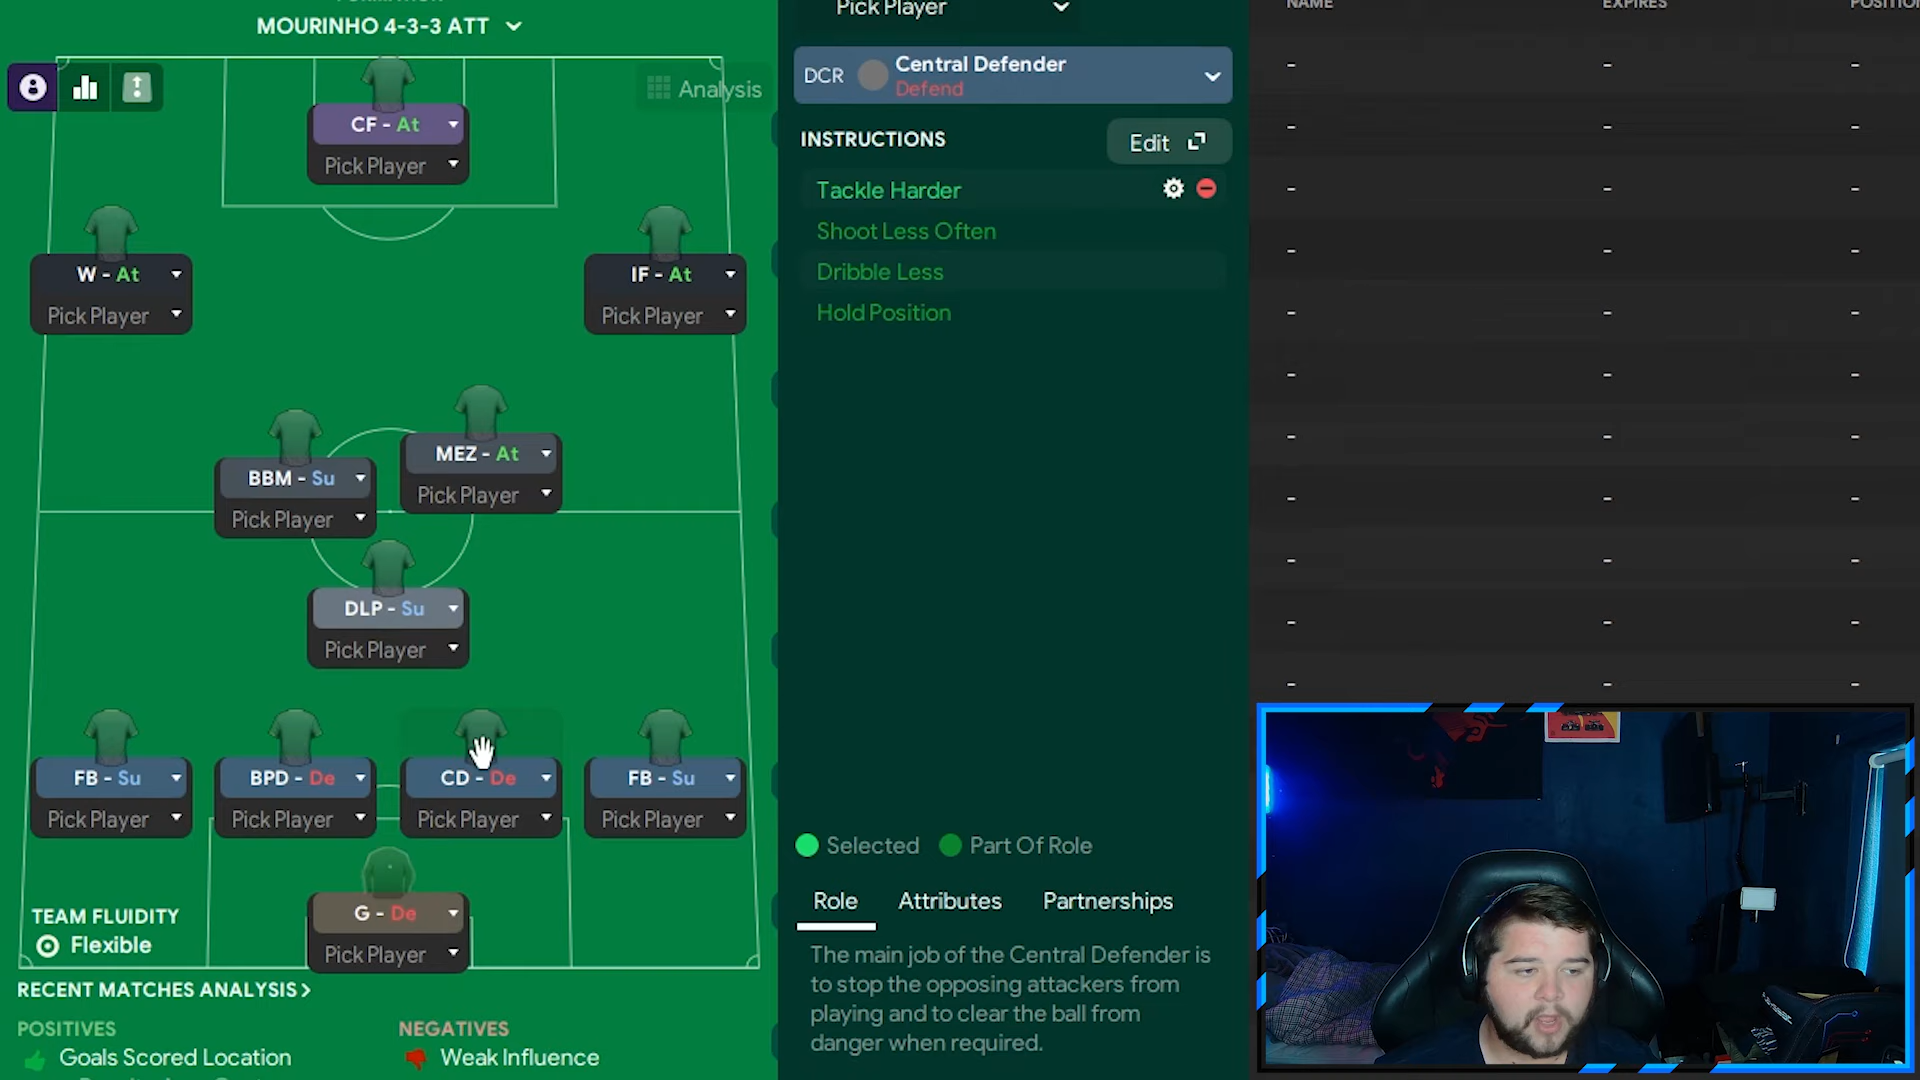 MOURINHO 4-3-3 ATT
Analysis
CF - At
Pick Player
W - At
Pick Player
IF - At
Pick Player
MEZ - At
Pick Player
BBM - Su
Pick Player
DLP - Su
Pick Player
FB - Su
Pick Player
BPD - De
Pick Player
CD - De
Pick Player
FB - Su
Pick Player
G - De
Pick Player
TEAM FLUIDITY
Flexible
RECENT MATCHES ANALYSIS >
POSITIVES
Goals Scored Location
NEGATIVES
Weak Influence
Pick Player
DCR Central Defender
Defend
INSTRUCTIONS
Edit
Tackle Harder
Shoot Less Often
Dribble Less
Hold Position
Selected Part Of Role
Role Attributes Partnerships
The main job of the Central Defender is
to stop the opposing attackers from
playing and to clear the ball from
danger when required.
NAME EXPIRES
- - -
- - -
- - -
- - -
- - -
- - -
- - -
- - -
- - -
- - -
- - -